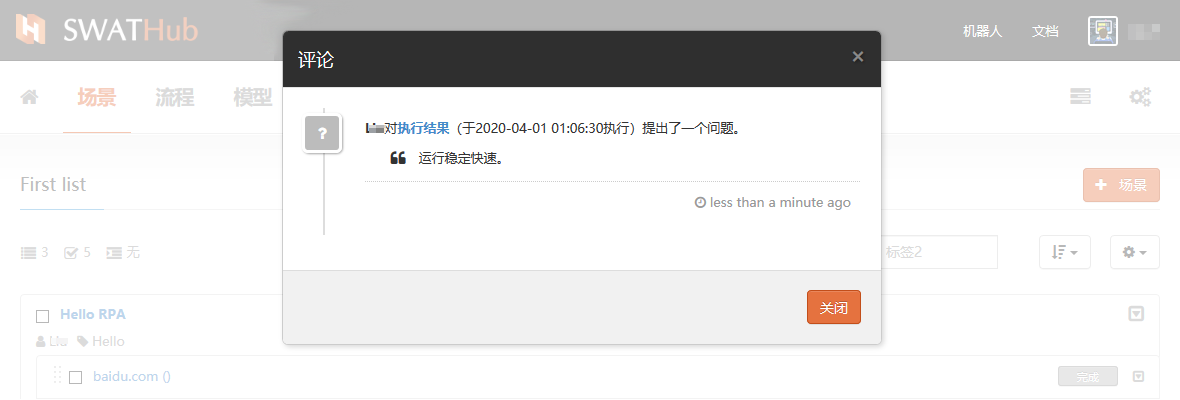 SWATHub
机器人 文档
评论 ×
场景 流程 模型
?
对执行结果（于2020-04-01 01:06:30执行）提出了一个问题。
运行稳定快速。
less than a minute ago
First list
+ 场景
3 5 无
标签2
关闭
Hello RPA
Hello
baidu.com ()
完成